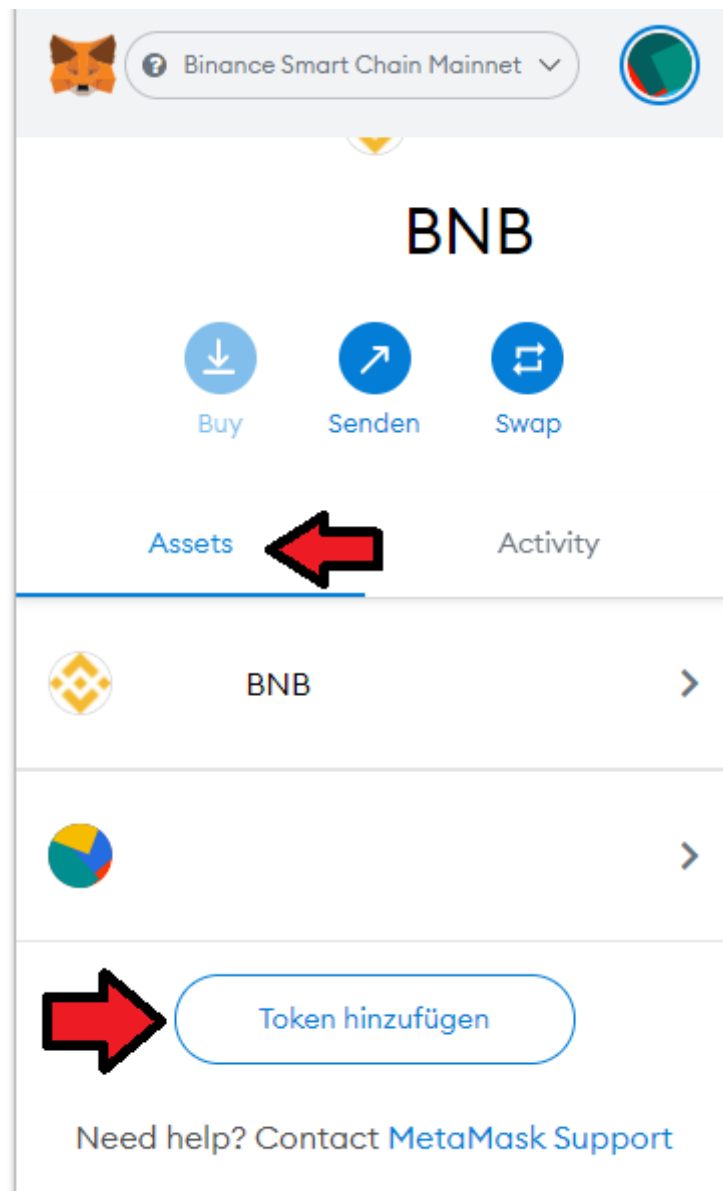 Binance Smart Chain Mainnet
BNB
Buy Senden Swap
Assets Activity
BNB
Token hinzufügen
Need help? Contact MetaMask Support